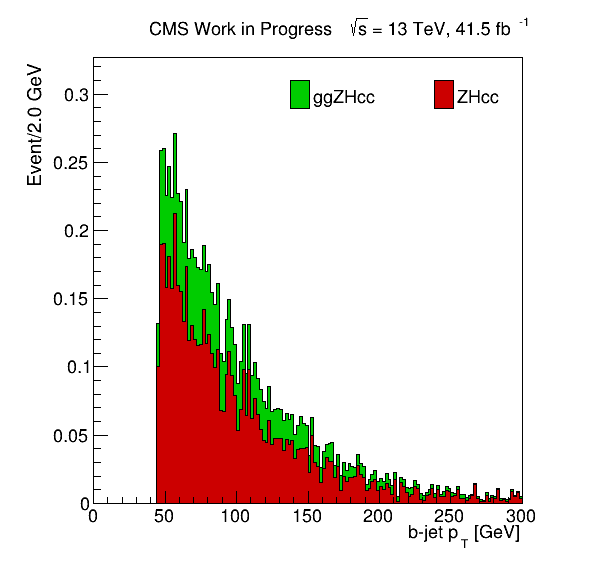 CMS Work in Progress √s = 13 TeV, 41.5 fb⁻¹
Event/2.0 GeV
ggZHcc ZHcc
0.3
0.25
0.2
0.15
0.1
0.05
0
0 50 100 150 200 250 300
b-jet p_T [GeV]